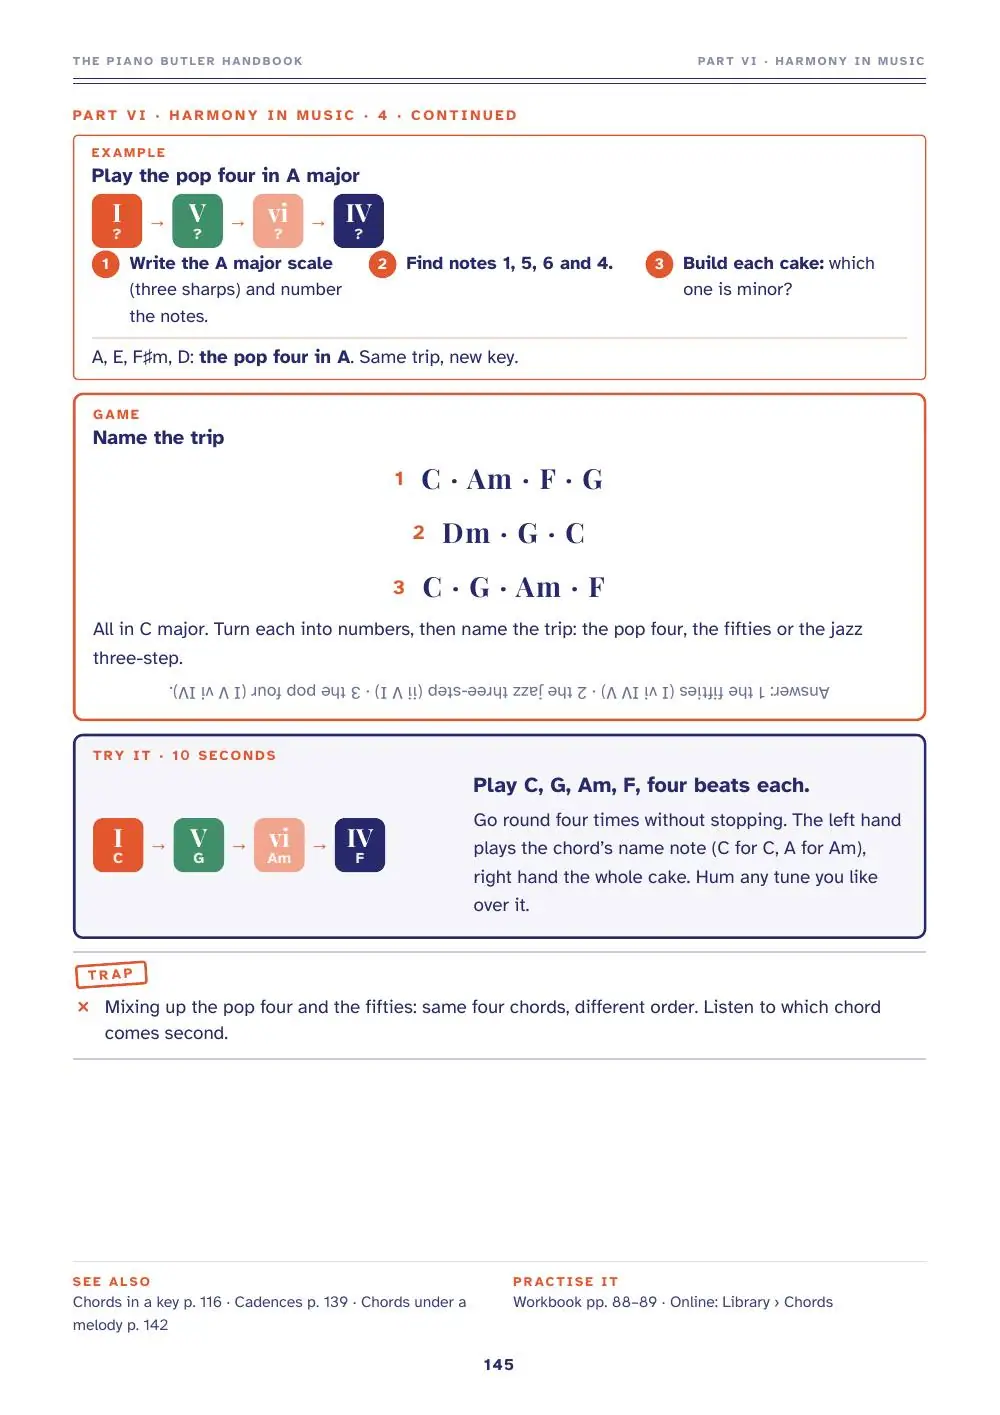 THE PIANO BUTLER HANDBOOK
PART VI · HARMONY IN MUSIC
PART VI · HARMONY IN MUSIC · 4 · CONTINUED
EXAMPLE
Play the pop four in A major
I → V → vi → IV
? ? ? ?
1 Write the A major scale
(three sharps) and number
the notes.
2 Find notes 1, 5, 6 and 4.
3 Build each cake: which
one is minor?
A, E, F♯m, D: the pop four in A. Same trip, new key.
GAME
Name the trip
1 C · Am · F · G
2 Dm · G · C
3 C · G · Am · F
All in C major. Turn each into numbers, then name the trip: the pop four, the fifties or the jazz
three-step.
Answer: 1 the fifties (I vi IV V) · 2 the jazz three-step (ii V I) · 3 the pop four (I V vi IV).
TRY IT · 10 SECONDS
I → V → vi → IV
C G Am F
Play C, G, Am, F, four beats each.
Go round four times without stopping. The left hand
plays the chord’s name note (C for C, A for Am),
right hand the whole cake. Hum any tune you like
over it.
TRAP
× Mixing up the pop four and the fifties: same four chords, different order. Listen to which chord
comes second.
SEE ALSO
Chords in a key p. 116 · Cadences p. 139 · Chords under a
melody p. 142
PRACTISE IT
Workbook pp. 88–89 · Online: Library › Chords
145